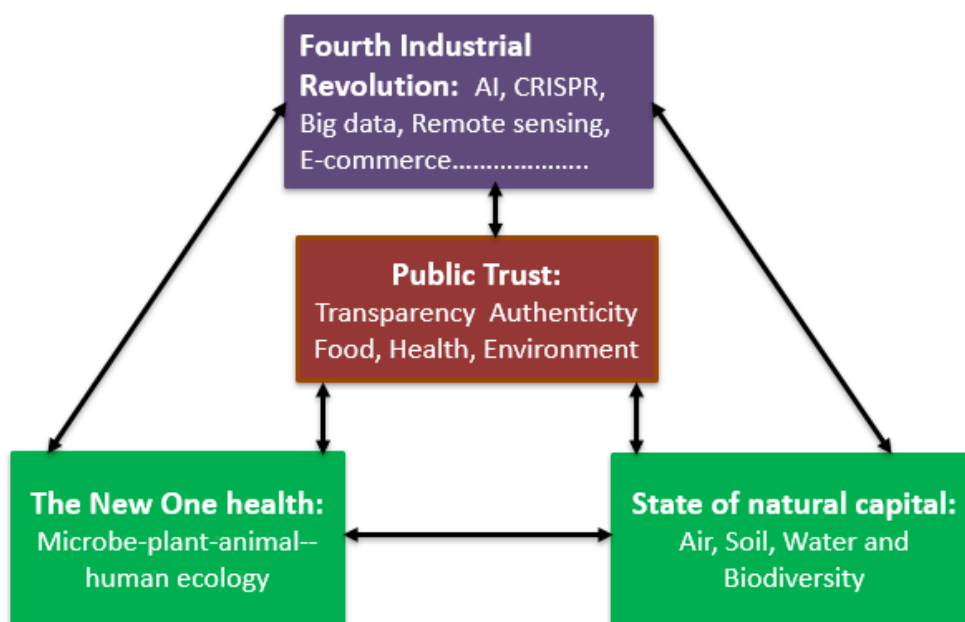 Fourth Industrial
Revolution: AI, CRISPR,
Big data, Remote sensing,
E-commerce………………..
Public Trust:
Transparency Authenticity
Food, Health, Environment
The New One health:
Microbe-plant-animal--
human ecology
State of natural capital:
Air, Soil, Water and
Biodiversity